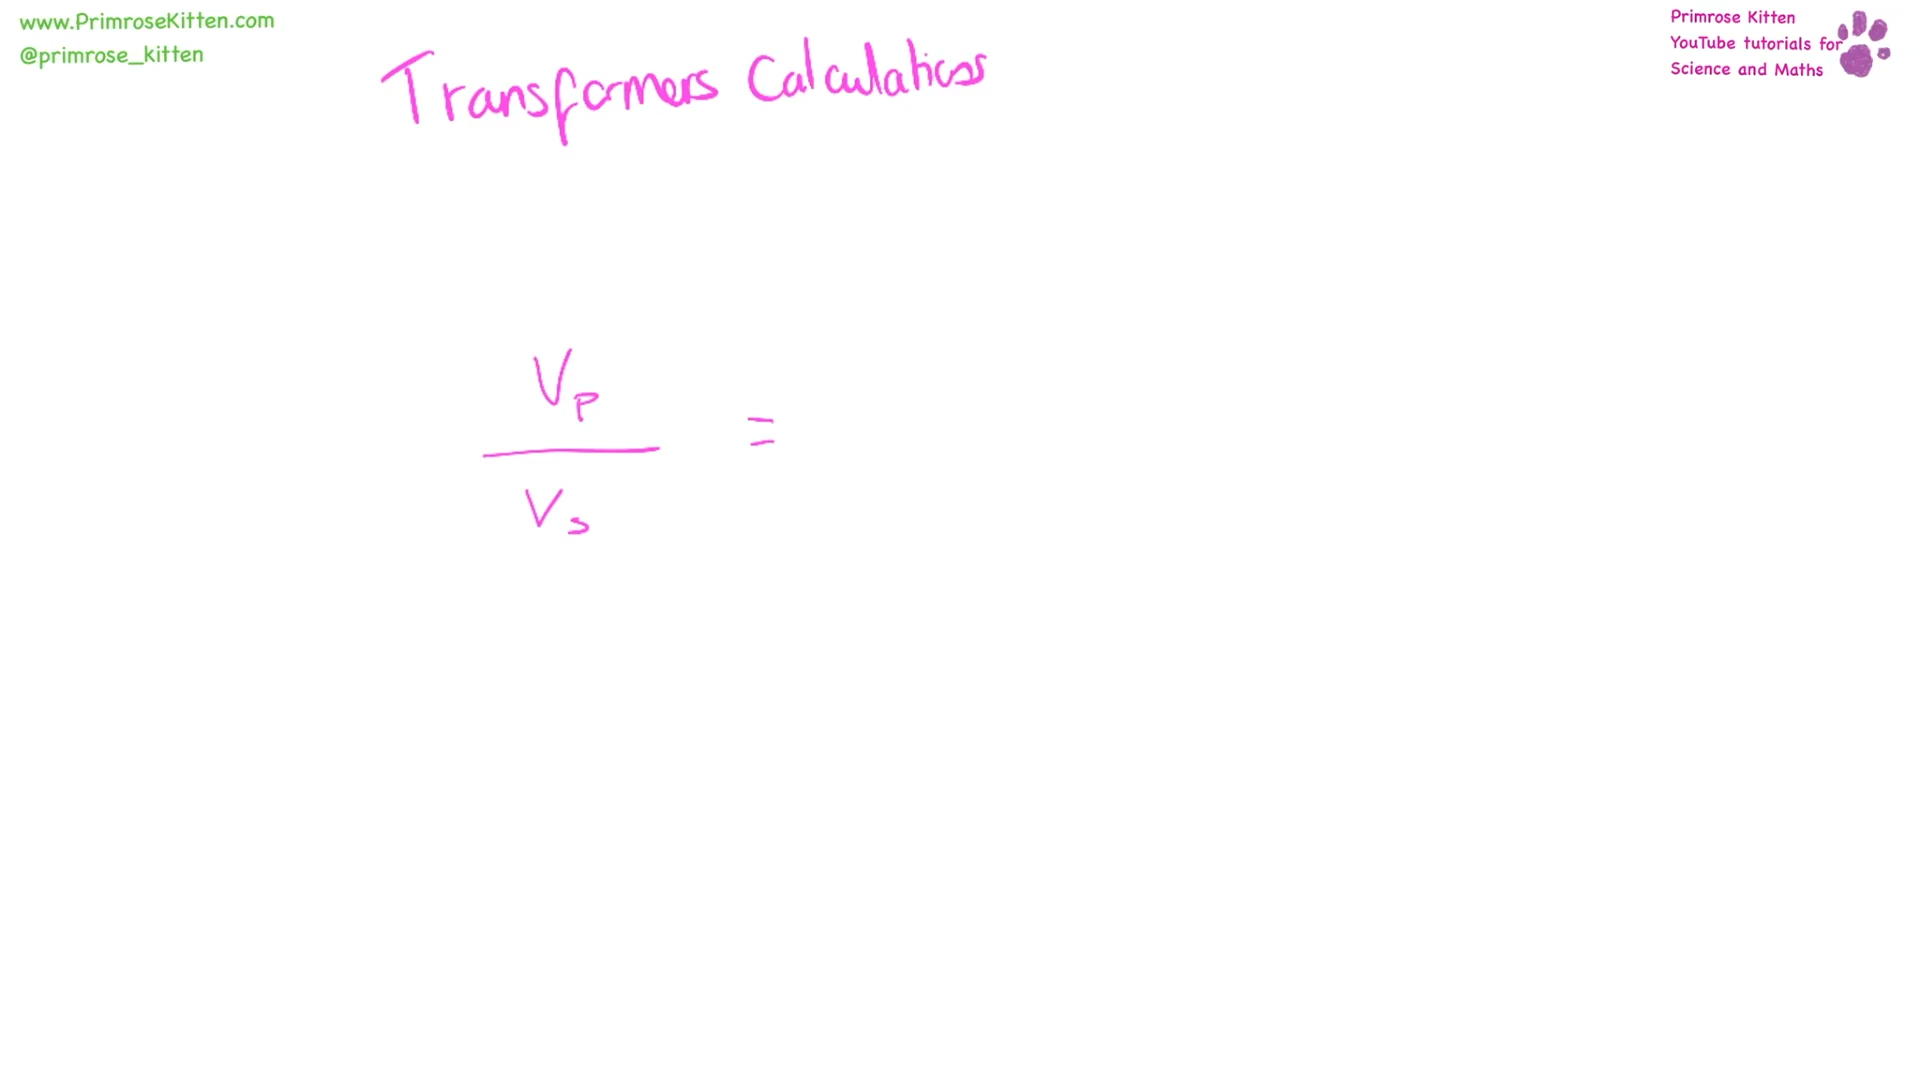 www.PrimroseKitten.com
@primrose_kitten
Primrose Kitten
YouTube tutorials for
Science and Maths
Transformers Calculations
Vp
Vs
=